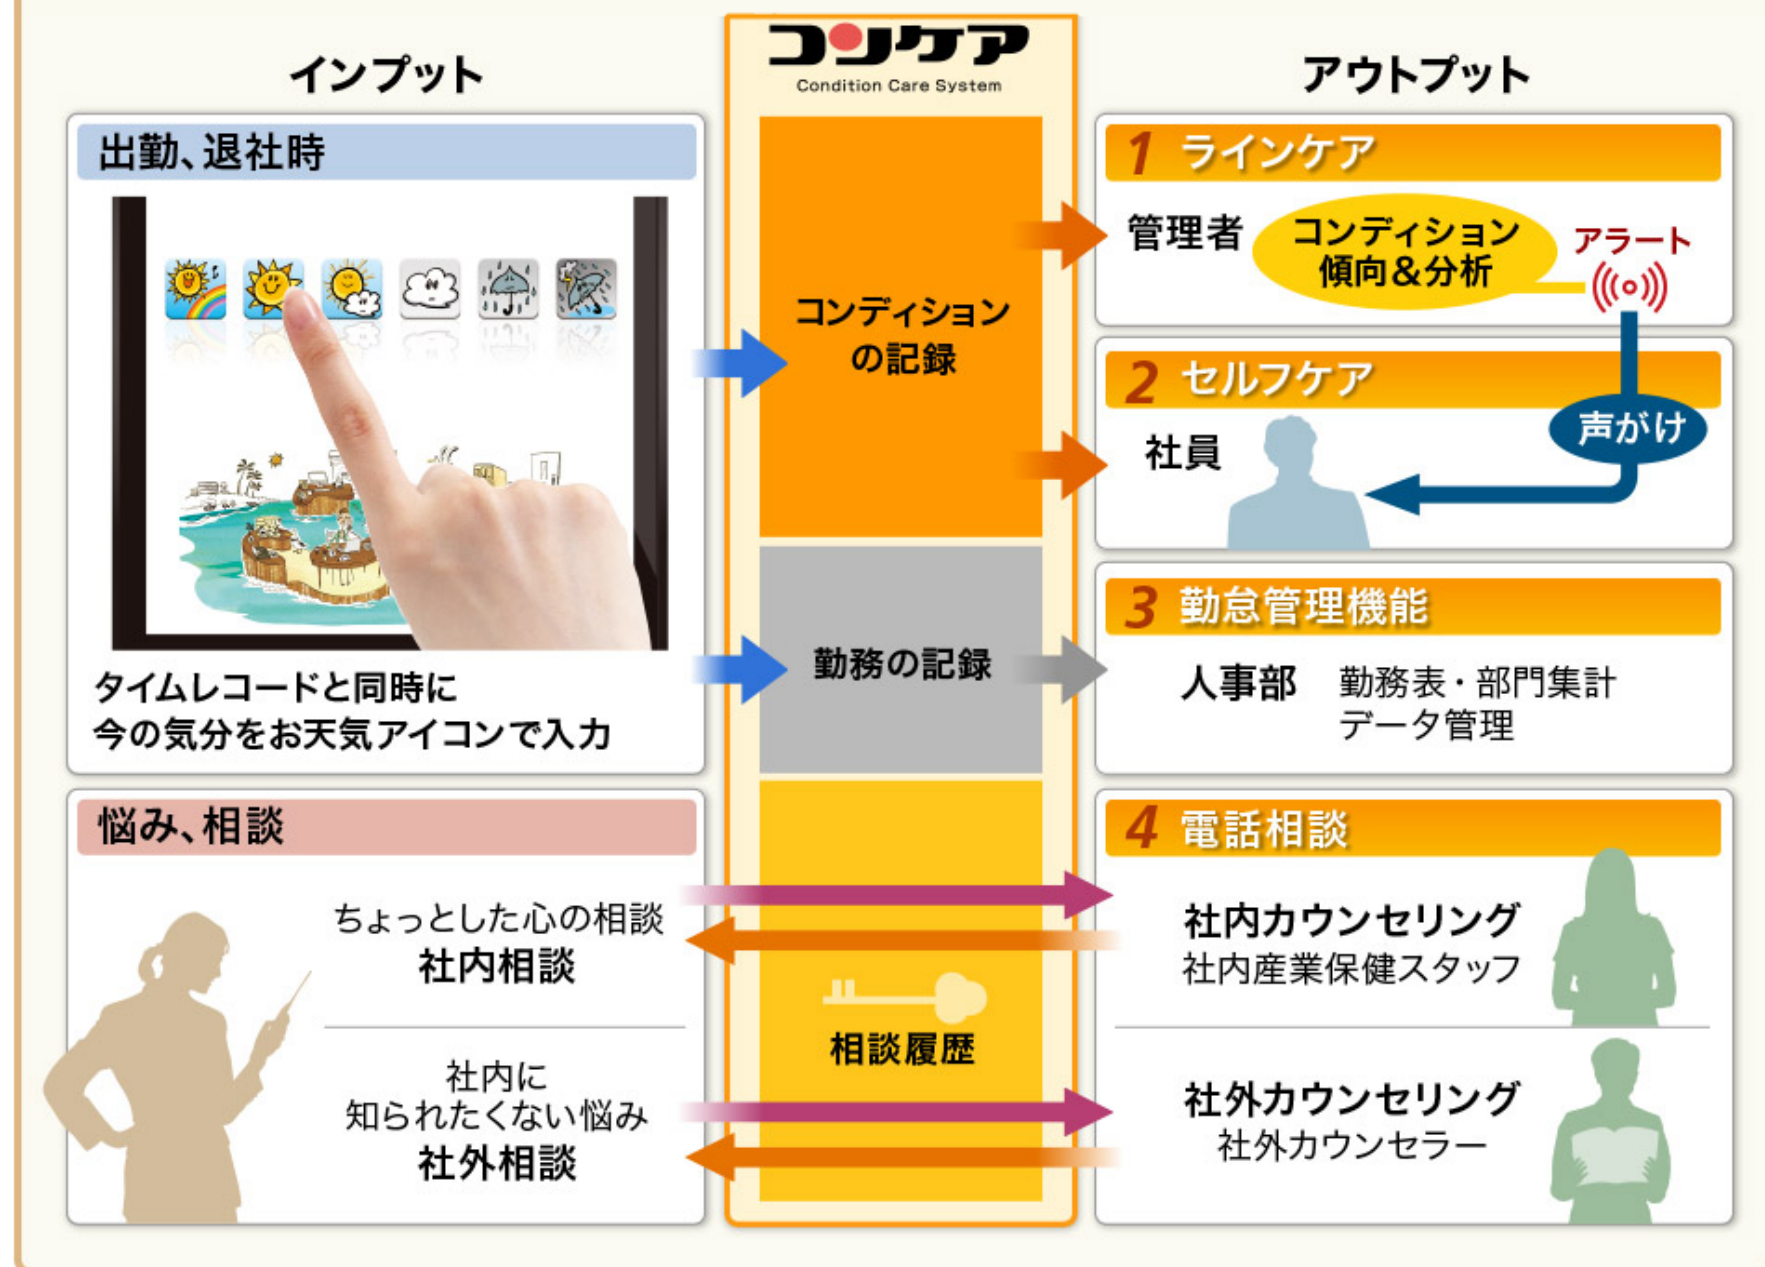 インプット
出勤、退社時
タイムレコードと同時に
今の気分をお天気アイコンで入力
悩み、相談
ちょっとした心の相談
社内相談
社内に
知られたくない悩み
社外相談
コンケア
Condition Care System
コンディション
の記録
勤務の記録
相談履歴
アウトプット
1 ラインケア
管理者
コンディション
傾向&分析
アラート
2 セルフケア
声がけ
社員
3 勤怠管理機能
人事部 勤務表・部門集計
データ管理
4 電話相談
社内カウンセリング
社内産業保健スタッフ
社外カウンセリング
社外カウンセラー